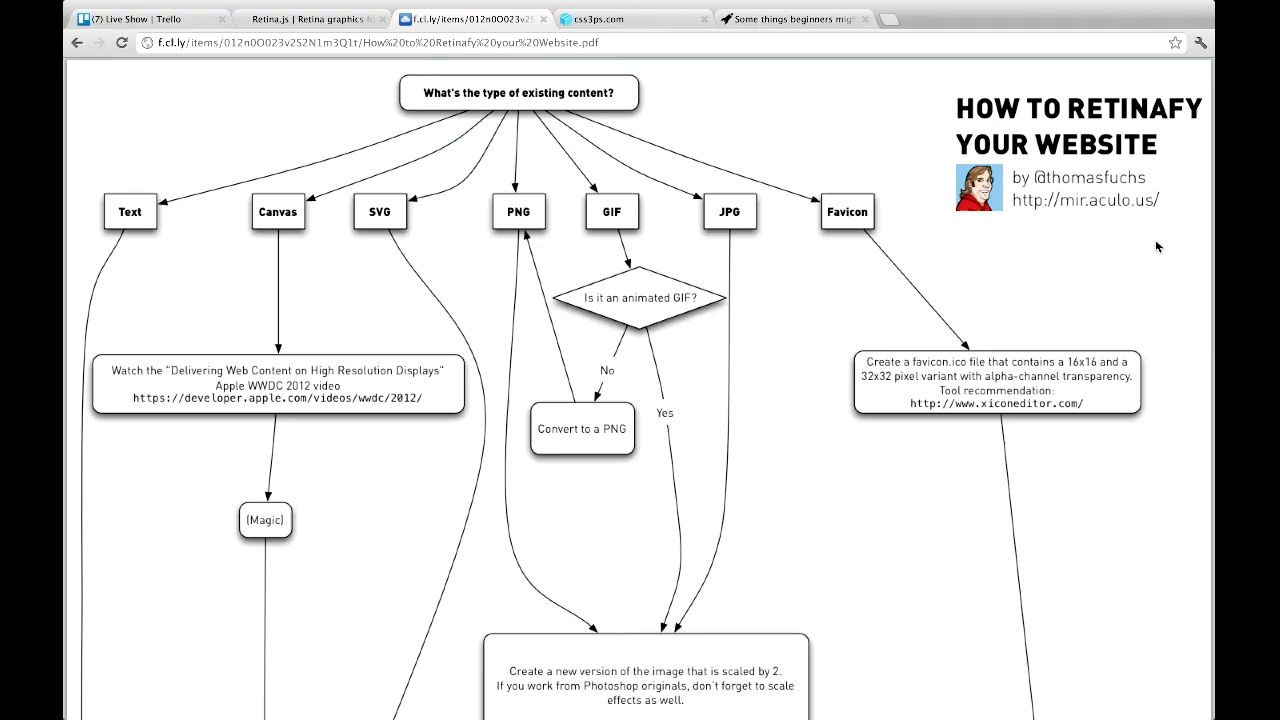 (7) Live Show | Trello
Retina.js | Retina graphics fo
f.cl.ly/items/012n0O023v2S
css3ps.com
Some things beginners migh
f.cl.ly/items/012n0O023v2S2N1m3Q1t/How%20to%20Retinafy%20your%20Website.pdf
What's the type of existing content?
HOW TO RETINAFY
YOUR WEBSITE
by @thomasfuchs
http://mir.aculo.us/
Text
Canvas
SVG
PNG
GIF
JPG
Favicon
Is it an animated GIF?
Watch the "Delivering Web Content on High Resolution Displays"
Apple WWDC 2012 video
https://developer.apple.com/videos/wwdc/2012/
No
Yes
Convert to a PNG
Create a favicon.ico file that contains a 16x16 and a
32x32 pixel variant with alpha-channel transparency.
Tool recommendation:
http://www.xiconeditor.com/
(Magic)
Create a new version of the image that is scaled by 2.
If you work from Photoshop originals, don't forget to scale
effects as well.